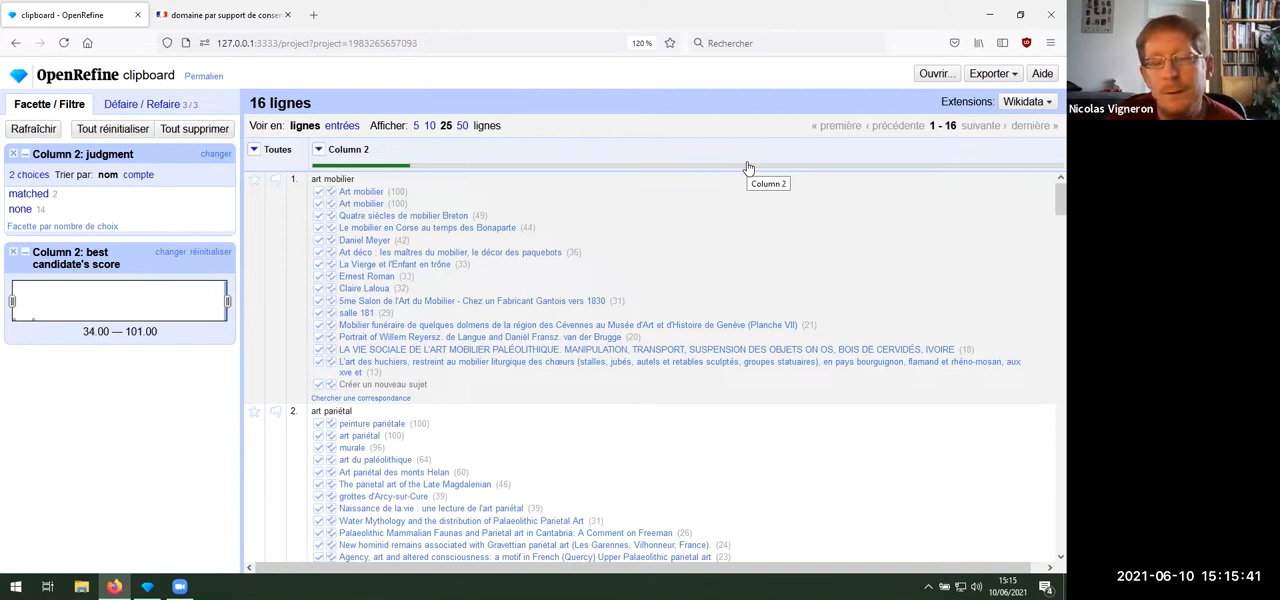 clipboard - OpenRefine
domaine par support de conser
127.0.0.1:3333/project?project=1983265657093
120 %
Rechercher
OpenRefine clipboard Permalien
Ouvrir... Exporter Aide
Facette / Filtre Défaire / Refaire 3 / 3
16 lignes
Extensions: Wikidata
Rafraîchir Tout réinitialiser Tout supprimer
Voir en: lignes entrées Afficher: 5 10 25 50 lignes
« première ‹ précédente 1 - 16 suivante › dernière »
Column 2: judgment changer
2 choices Trier par: nom compte
matched 2
none 14
Facette par nombre de choix
Column 2: best candidate's score changer réinitialiser
34.00 — 101.00
Toutes Column 2
Column 2
1. art mobilier
Art mobilier (100)
Art mobilier (100)
Quatre siècles de mobilier Breton (49)
Le mobilier en Corse au temps des Bonaparte (44)
Daniel Meyer (42)
Art déco : les maîtres du mobilier, le décor des paquebots (36)
La Vierge et l'Enfant en trône (33)
Ernest Roman (33)
Claire Laloua (32)
5me Salon de l'Art du Mobilier - Chez un Fabricant Gantois vers 1830 (31)
salle 181 (29)
Mobilier funéraire de quelques dolmens de la région des Cévennes au Musée d'Art et d'Histoire de Genève (Planche VII) (21)
Portrait of Willem Reyersz. de Langue and Daniël Fransz. van der Brugge (20)
LA VIE SOCIALE DE L'ART MOBILIER PALÉOLITHIQUE. MANIPULATION, TRANSPORT, SUSPENSION DES OBJETS ON OS, BOIS DE CERVIDÉS, IVOIRE (18)
L'art des huchiers, restreint au mobilier liturgique des chœurs (stalles, jubés, autels et retables sculptés, groupes statuaires), en pays bourguignon, flamand et rhéno-mosan, aux
xve et (13)
Créer un nouveau sujet
Chercher une correspondance
2. art pariétal
peinture pariétale (100)
art pariétal (100)
murale (96)
art du paléolithique (64)
Art pariétal des monts Helan (60)
The parietal art of the Late Magdalenian (46)
grottes d'Arcy-sur-Cure (39)
Naissance de la vie : une lecture de l'art pariétal (39)
Water Mythology and the distribution of Palaeolithic Parietal Art (31)
Palaeolithic Mammalian Faunas and Parietal art in Cantabria: A Comment on Freeman (26)
New hominid remains associated with Gravettian parietal art (Les Garennes, Vilhonneur, France). (24)
Agency, art and altered consciousness: a motif in French (Quercy) Upper Palaeolithic parietal art (23)
Nicolas Vigneron
15:15
10/06/2021
4
2021-06-10 15:15:41